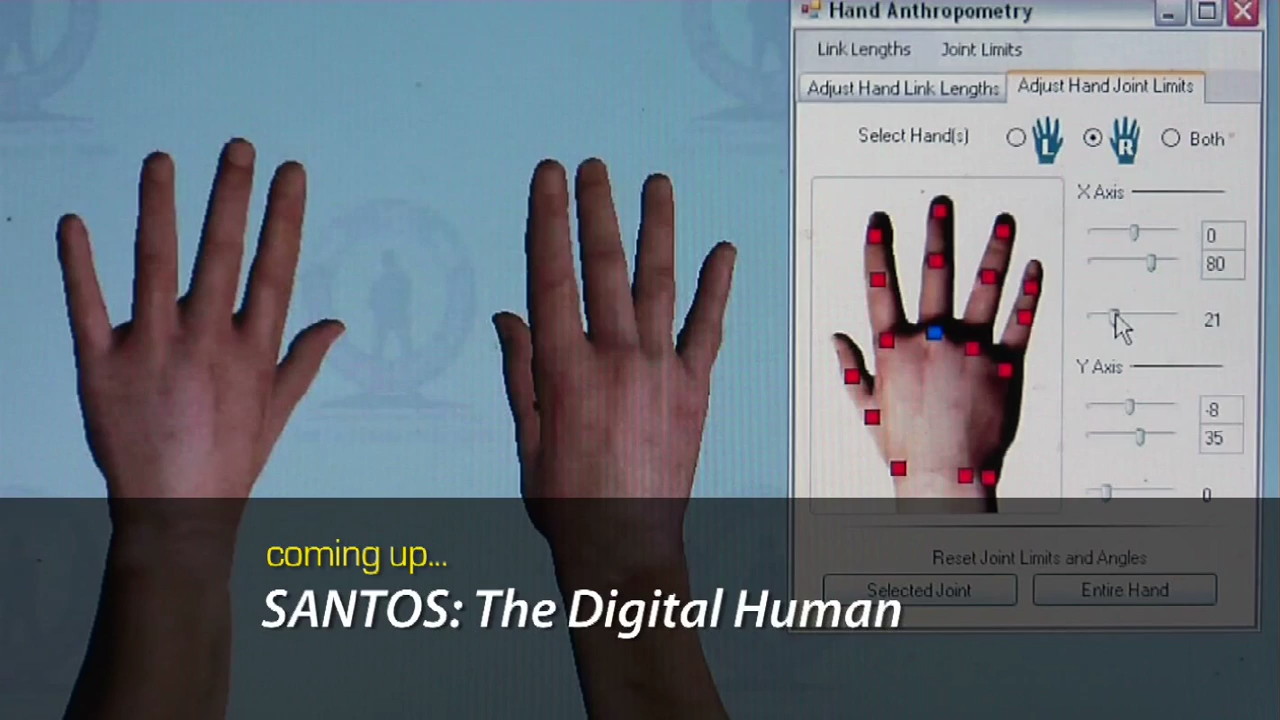 Hand Anthropometry
Link Lengths Joint Limits
Adjust Hand Link Lengths Adjust Hand Joint Limits
Select Hand(s) L R Both
X Axis
0
80
21
Y Axis
-8
35
0
Reset Joint Limits and Angles
Selected Joint Entire Hand
coming up...
SANTOS: The Digital Human